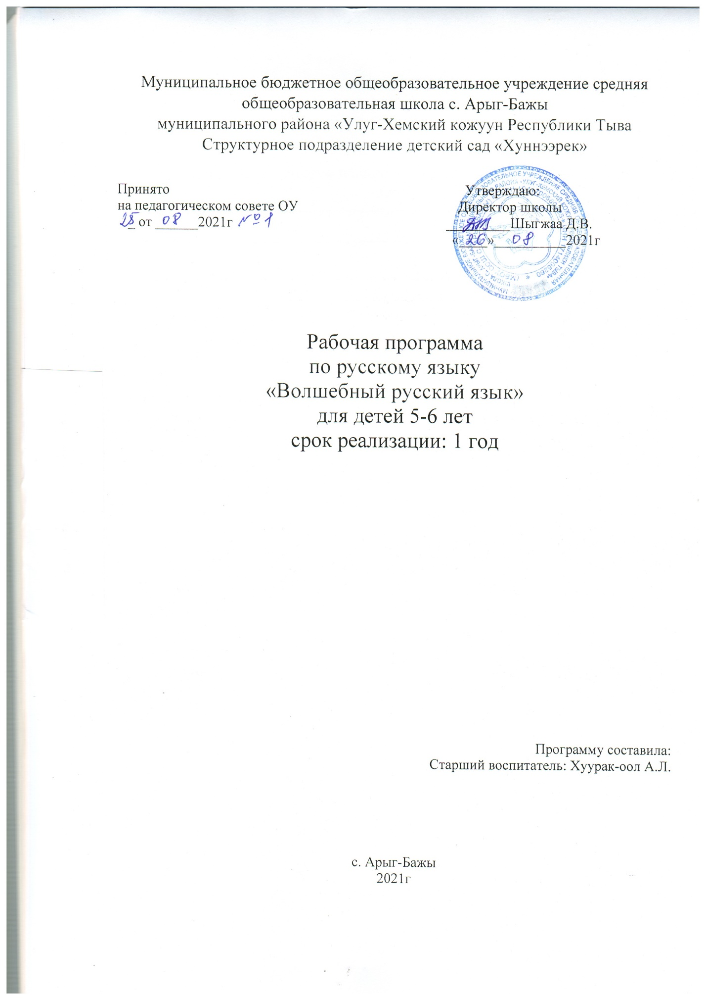 Муниципальное бюджетное общеобразовательное учреждение средняя
общеобразовательная школа с. Арыг-Бажы
муниципального района «Улуг-Хемский кожуун Республики Тыва
Структурное подразделение детский сад «Хуннээрек»
Принято
на педагогическом совете ОУ
25 от 08 2021г №1
Утверждаю:
Директор школы
Шыгжаа Д.В.
«26» 08 2021г
Рабочая программа
по русскому языку
«Волшебный русский язык»
для детей 5-6 лет
срок реализации: 1 год
Программу составила:
Старший воспитатель: Хуурак-оол А.Л.
с. Арыг-Бажы
2021г